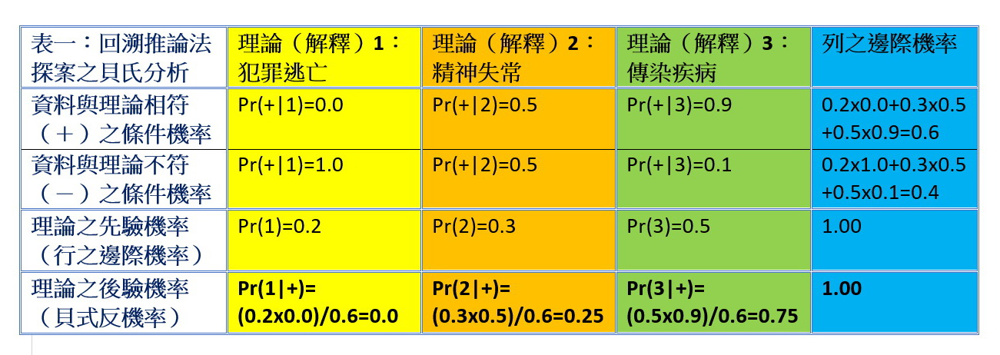 表一：回溯推論法
探案之貝氏分析
理論（解釋）1：
犯罪逃亡
理論（解釋）2：
精神失常
理論（解釋）3：
傳染疾病
列之邊際機率
資料與理論相符
（＋）之條件機率
Pr(+|1)=0.0
Pr(+|2)=0.5
Pr(+|3)=0.9
0.2x0.0+0.3x0.5
+0.5x0.9=0.6
資料與理論不符
（－）之條件機率
Pr(+|1)=1.0
Pr(+|2)=0.5
Pr(+|3)=0.1
0.2x1.0+0.3x0.5
+0.5x0.1=0.4
理論之先驗機率
（行之邊際機率）
Pr(1)=0.2
Pr(2)=0.3
Pr(3)=0.5
1.00
理論之後驗機率
（貝式反機率）
Pr(1|+)=
(0.2x0.0)/0.6=0.0
Pr(2|+)=
(0.3x0.5)/0.6=0.25
Pr(3|+)=
(0.5x0.9)/0.6=0.75
1.00